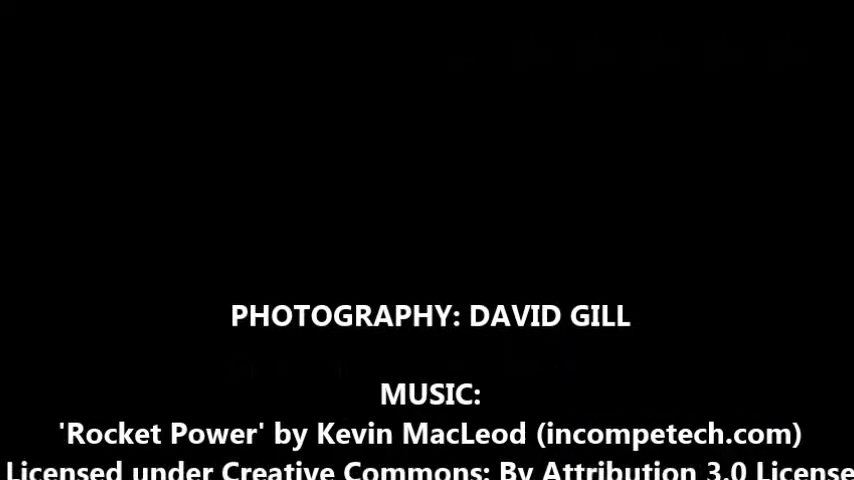 PHOTOGRAPHY: DAVID GILL
MUSIC:
'Rocket Power' by Kevin MacLeod (incompetech.com)
Licensed under Creative Commons: By Attribution 3.0 License